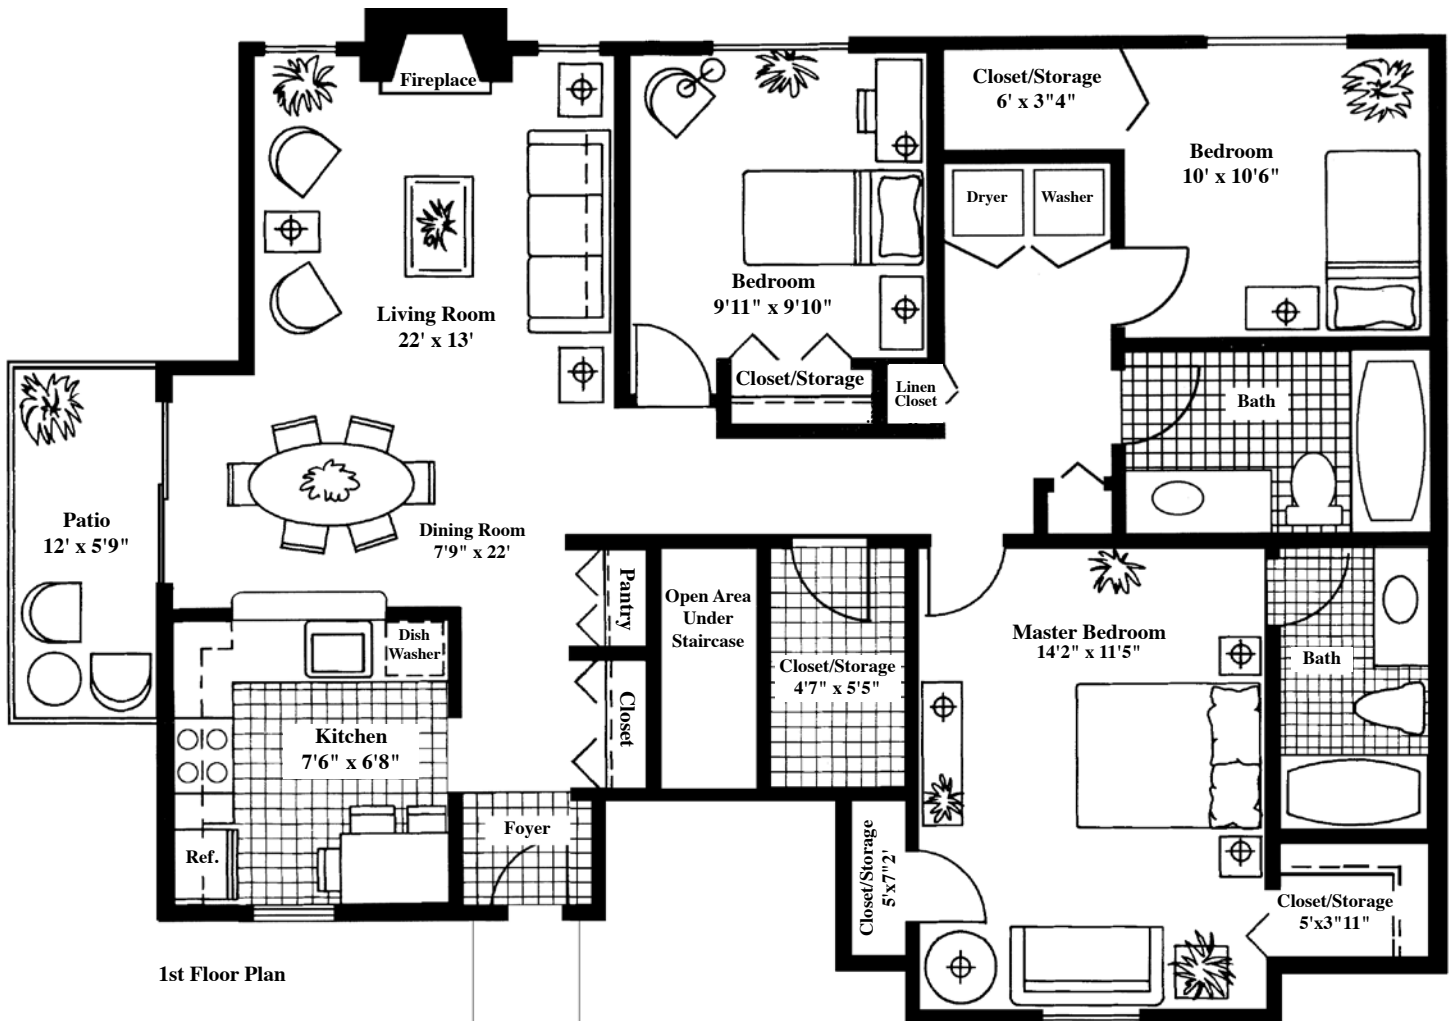 Fireplace
Closet/Storage
6' x 3"4"
Bedroom
10' x 10'6"
Dryer
Washer
Bedroom
9'11" x 9'10"
Living Room
22' x 13'
Closet/Storage
Linen
Closet
Bath
Patio
12' x 5'9"
Dining Room
7'9" x 22'
Pantry
Open Area
Under
Staircase
Dish
Washer
Master Bedroom
14'2" x 11'5"
Closet/Storage
4'7" x 5'5"
Bath
Closet
Kitchen
7'6" x 6'8"
Foyer
Ref.
Closet/Storage
5'x7"2'
Closet/Storage
5'x3"11"
1st Floor Plan